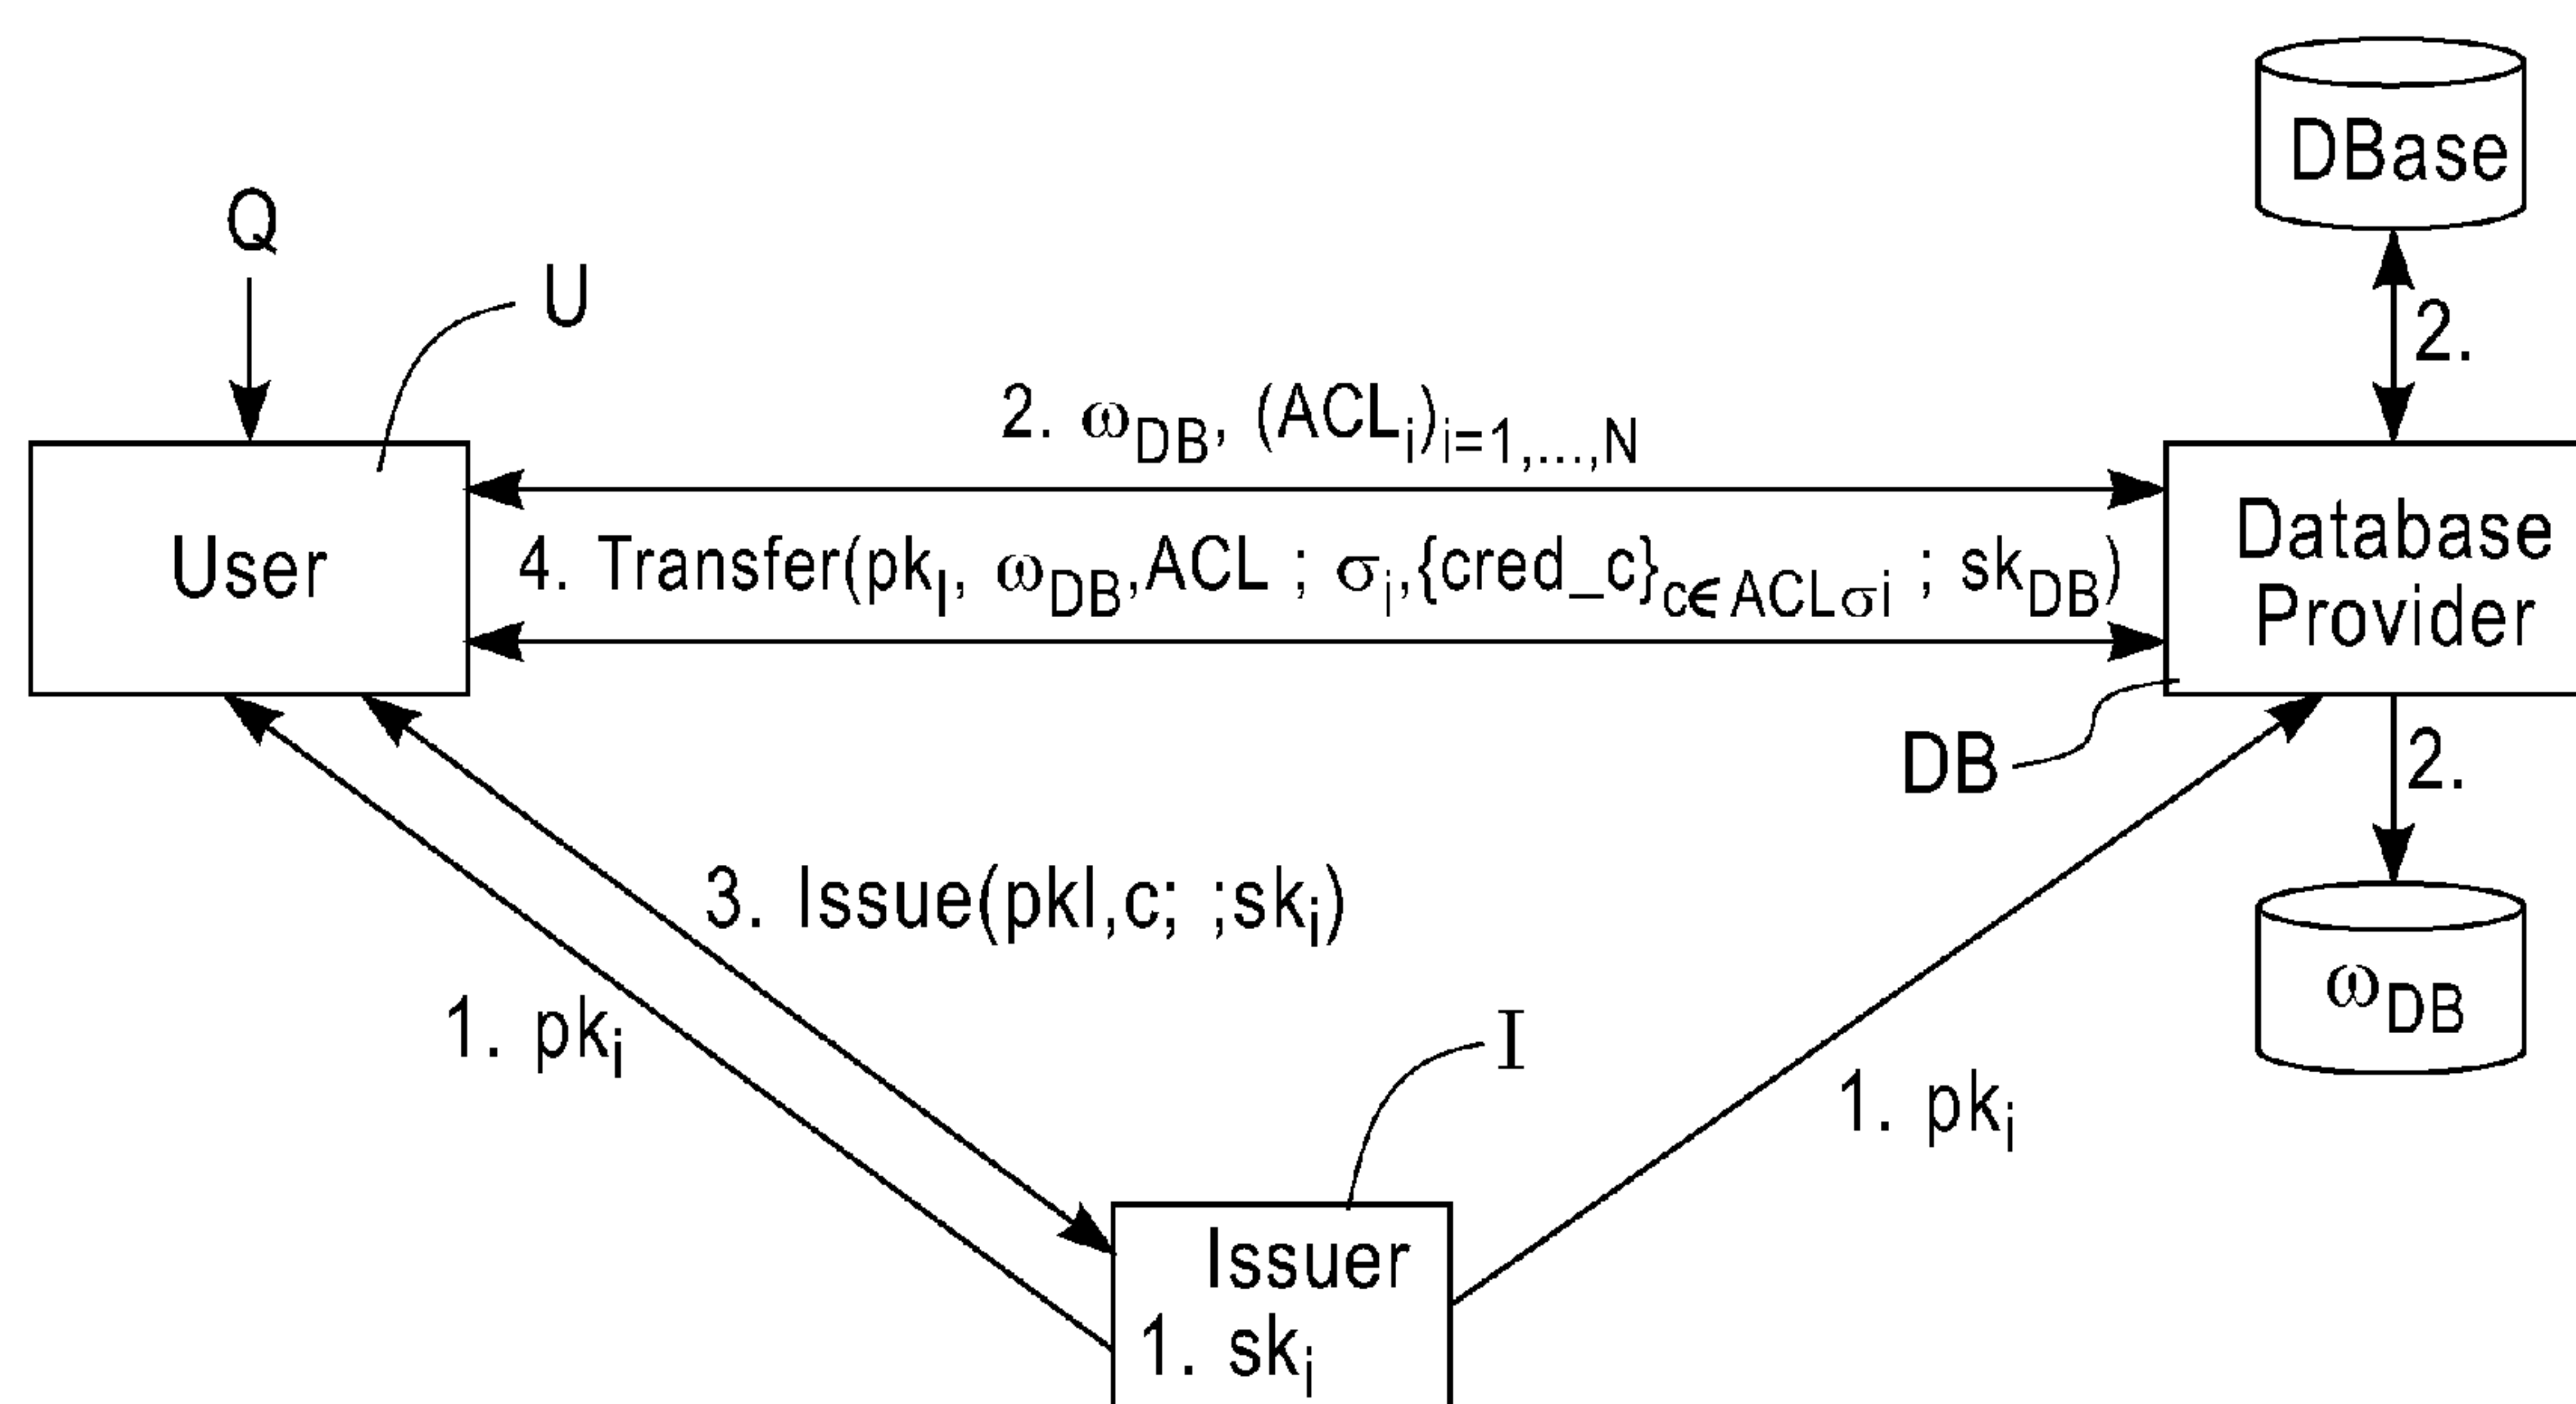 DBase
Q
U
2.
2. ω_DB, (ACL_i)_i=1,...,N
User
4. Transfer(pk_I, ω_DB,ACL ; σ_i,{cred_c}_c∈ACLσi ; sk_DB)
Database
Provider
DB
2.
3. Issue(pkI,c; ;sk_i)
ω_DB
1. pk_i
I
1. pk_i
Issuer
1. sk_i